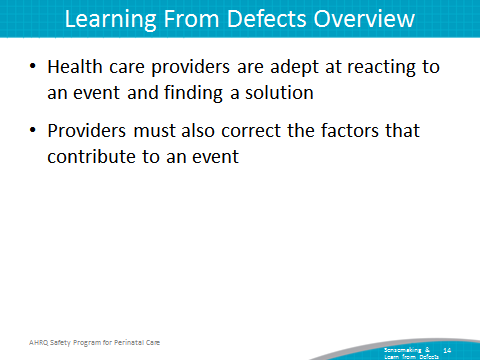 Learning From Defects Overview
• Health care providers are adept at reacting to
an event and finding a solution
• Providers must also correct the factors that
contribute to an event
AHRQ Safety Program for Perinatal Care
Sensemaking & 14
Learn from Defects